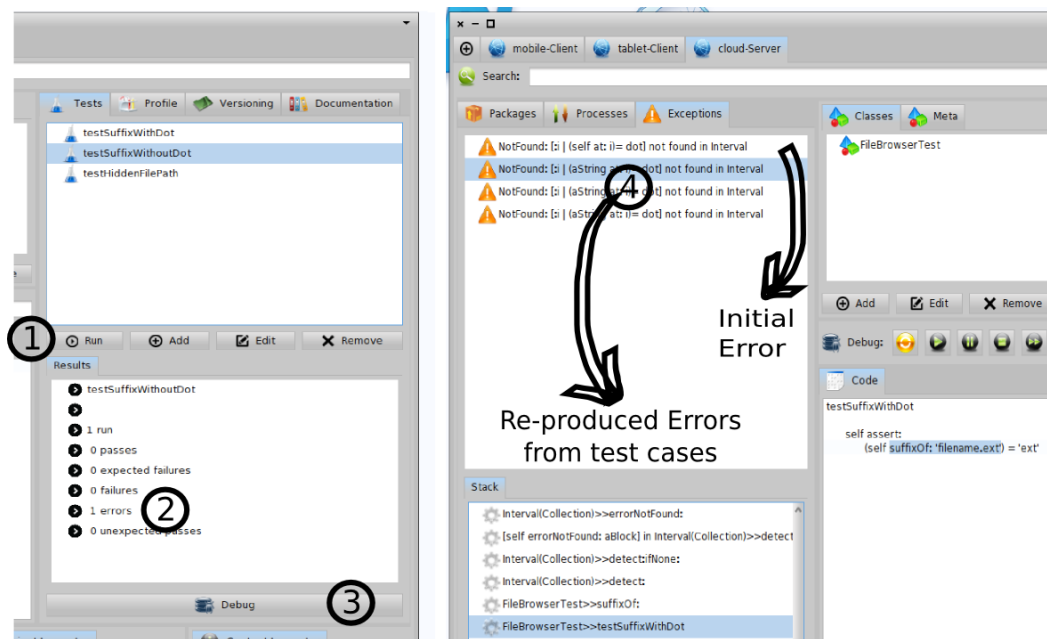 Tests Profile Versioning Documentation
testSuffixWithDot
testSuffixWithoutDot
testHiddenFilePath
1 Run Add Edit Remove
Results
testSuffixWithoutDot
1 run
0 passes
0 expected failures
0 failures
1 errors 2
0 unexpected passes
Debug 3
mobile-Client tablet-Client cloud-Server
Search:
Packages Processes Exceptions
NotFound: [:i | (self at: i)= dot] not found in Interval
NotFound: [:i | (aString at: i)= dot] not found in Interval
4
NotFound: [:i | (aString at: i)= dot] not found in Interval
NotFound: [:i | (aString at: i)= dot] not found in Interval
Initial
Error
Re-produced Errors
from test cases
Stack
Interval(Collection)>>errorNotFound:
[self errorNotFound: aBlock] in Interval(Collection)>>detect
Interval(Collection)>>detect:ifNone:
Interval(Collection)>>detect:
FileBrowserTest>>suffixOf:
FileBrowserTest>>testSuffixWithDot
Classes Meta
FileBrowserTest
Add Edit Remove
Debug:
Code
testSuffixWithDot
self assert:
(self suffixOf: 'filename.ext') = 'ext'